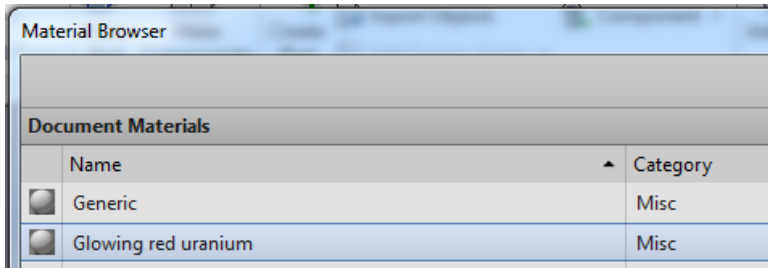 Material Browser
Document Materials
Name Category
Generic Misc
Glowing red uranium Misc